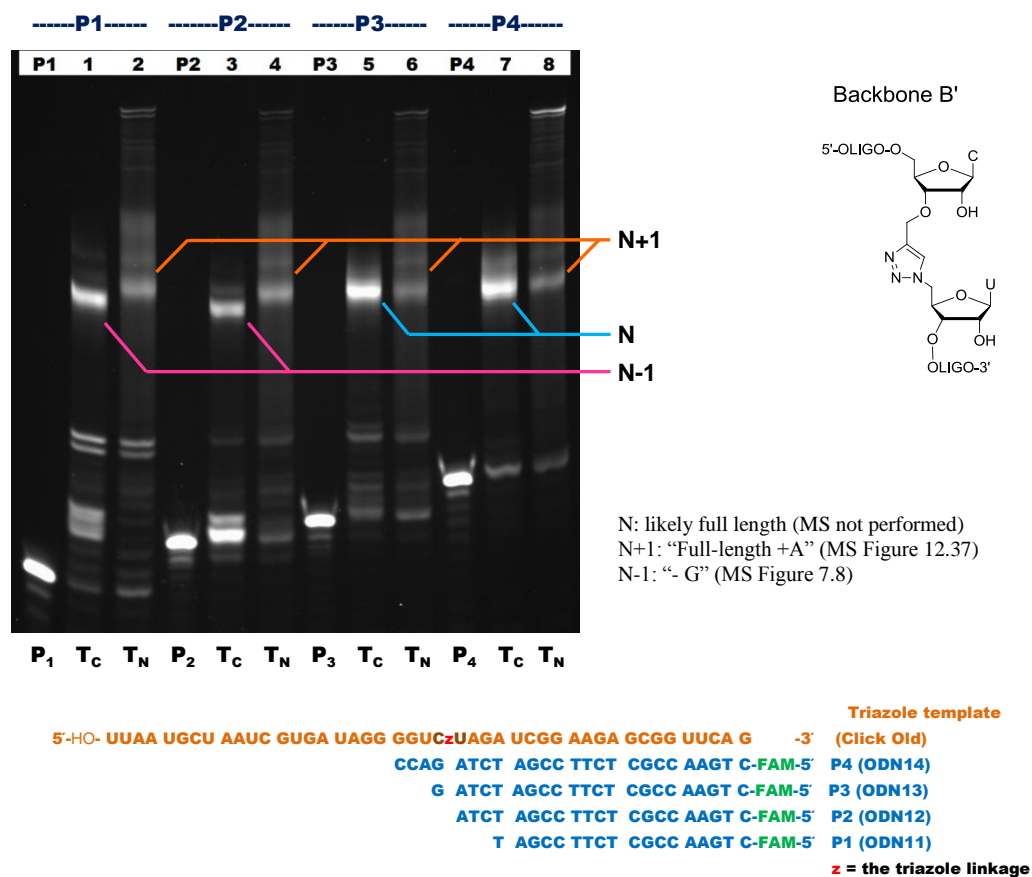 ------P1------ ------P2------ ------P3------ ------P4------
P1 1 2 P2 3 4 P3 5 6 P4 7 8
Backbone B'
5'-OLIGO-O
O
C
O
OH
N
N
N
O
U
O
OH
OLIGO-3'
N+1
N
N-1
N: likely full length (MS not performed)
N+1: “Full-length +A” (MS Figure 12.37)
N-1: “- G” (MS Figure 7.8)
P1 TC TN P2 TC TN P3 TC TN P4 TC TN
Triazole template
5'-HO- UUAA UGCU AAUC GUGA UAGG GGUCzUAGA UCGG AAGA GCGG UUCA G -3' (Click Old)
CCAG ATCT AGCC TTCT CGCC AAGT C-FAM-5' P4 (ODN14)
G ATCT AGCC TTCT CGCC AAGT C-FAM-5' P3 (ODN13)
ATCT AGCC TTCT CGCC AAGT C-FAM-5' P2 (ODN12)
T AGCC TTCT CGCC AAGT C-FAM-5' P1 (ODN11)
z = the triazole linkage